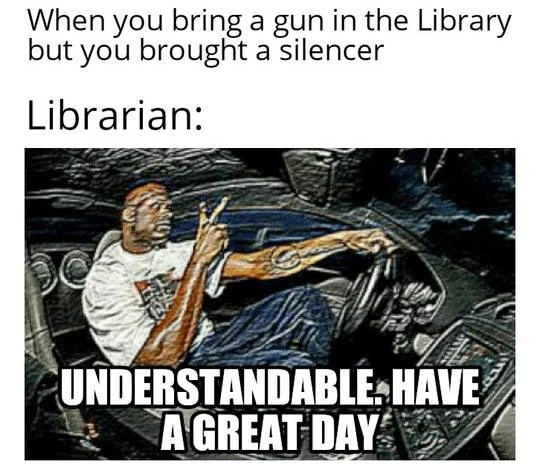 When you bring a gun in the Library
but you brought a silencer
Librarian:
UNDERSTANDABLE. HAVE
A GREAT DAY